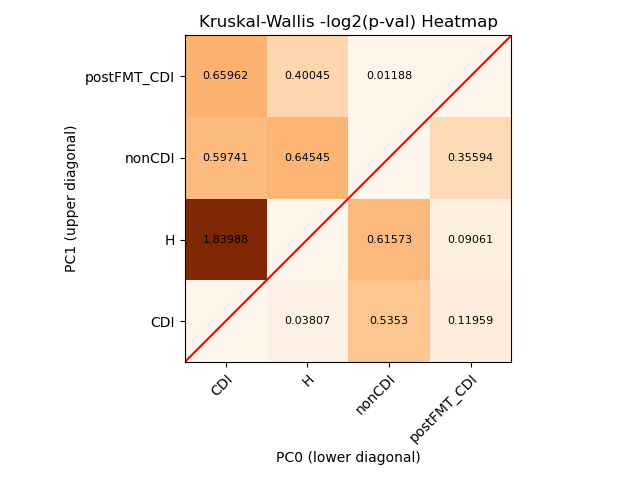 Kruskal-Wallis -log2(p-val) Heatmap
PC1 (upper diagonal)
postFMT_CDI
0.65962 0.40045 0.01188
nonCDI
0.59741 0.64545 0.35594
H
1.83988 0.61573 0.09061
CDI
0.03807 0.5353 0.11959
CDI H nonCDI postFMT_CDI
PC0 (lower diagonal)